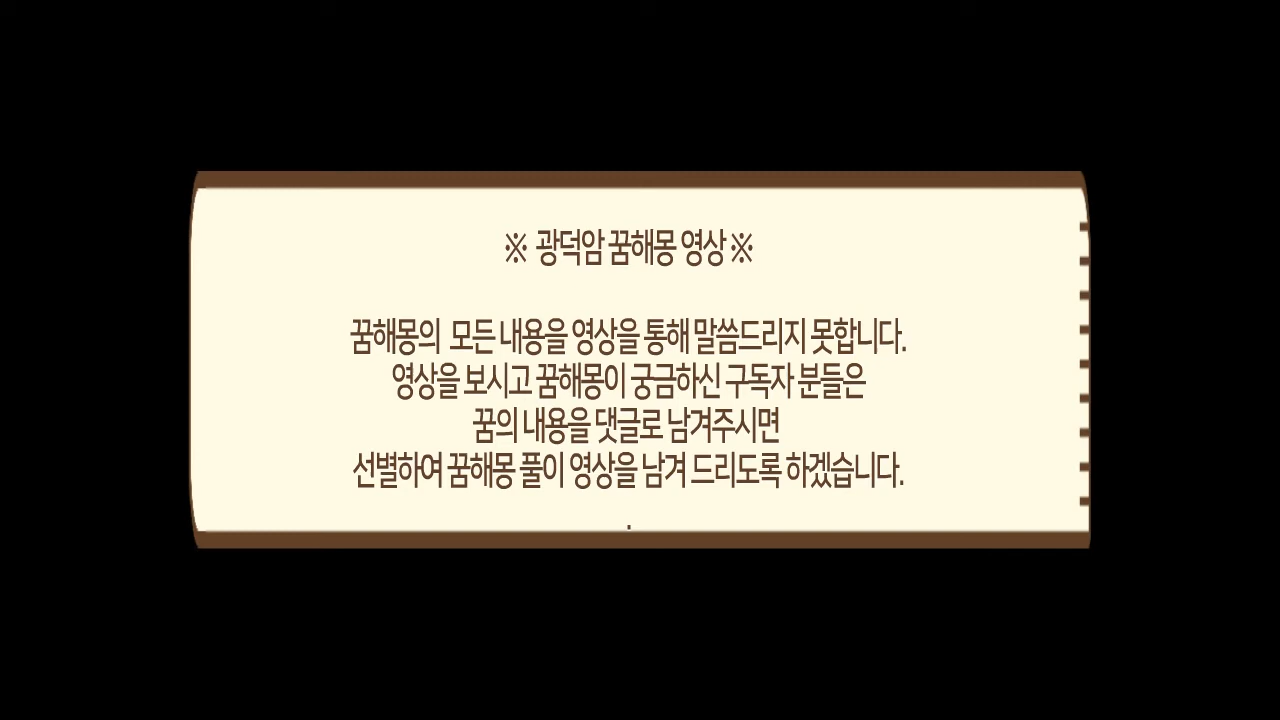 ※ 광덕암 꿈해몽 영상※
꿈해몽의 모든 내용을 영상을 통해 말씀드리지 못합니다.
영상을 보시고 꿈해몽이 궁금하신 구독자 분들은
꿈의 내용을 댓글로 남겨주시면
선별하여 꿈해몽 풀이 영상을 남겨 드리도록 하겠습니다.
.